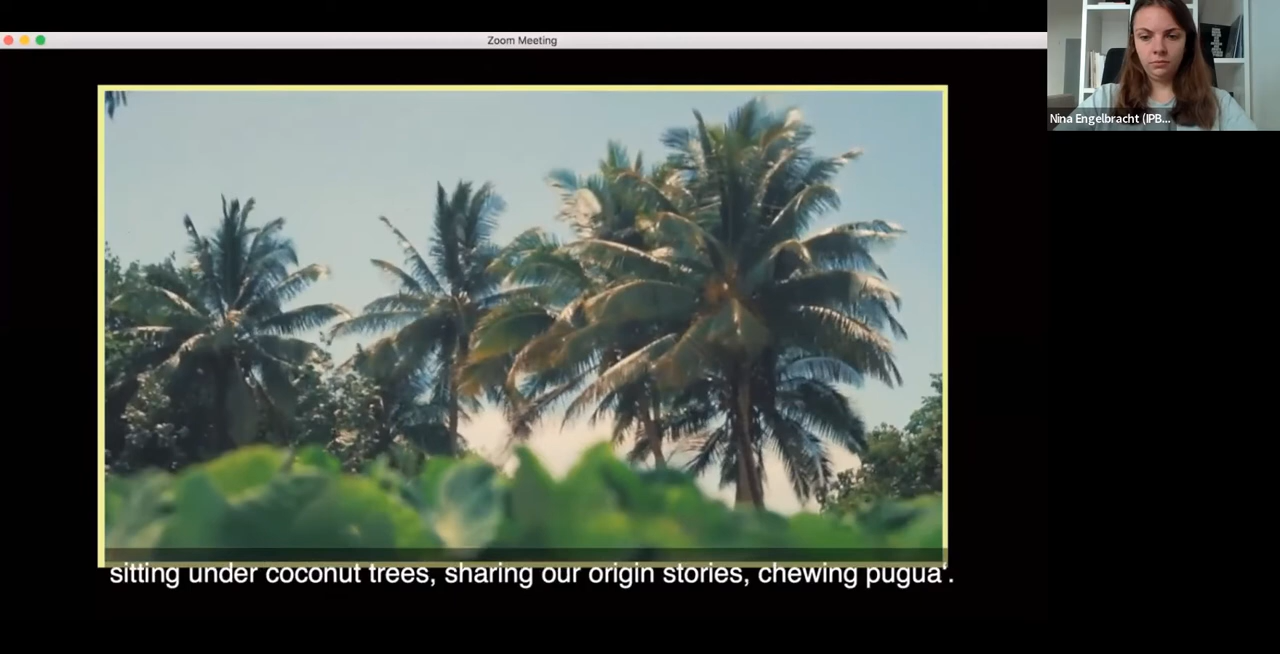 Zoom Meeting
Nina Engelbracht (IPB...
sitting under coconut trees, sharing our origin stories, chewing pugua'.